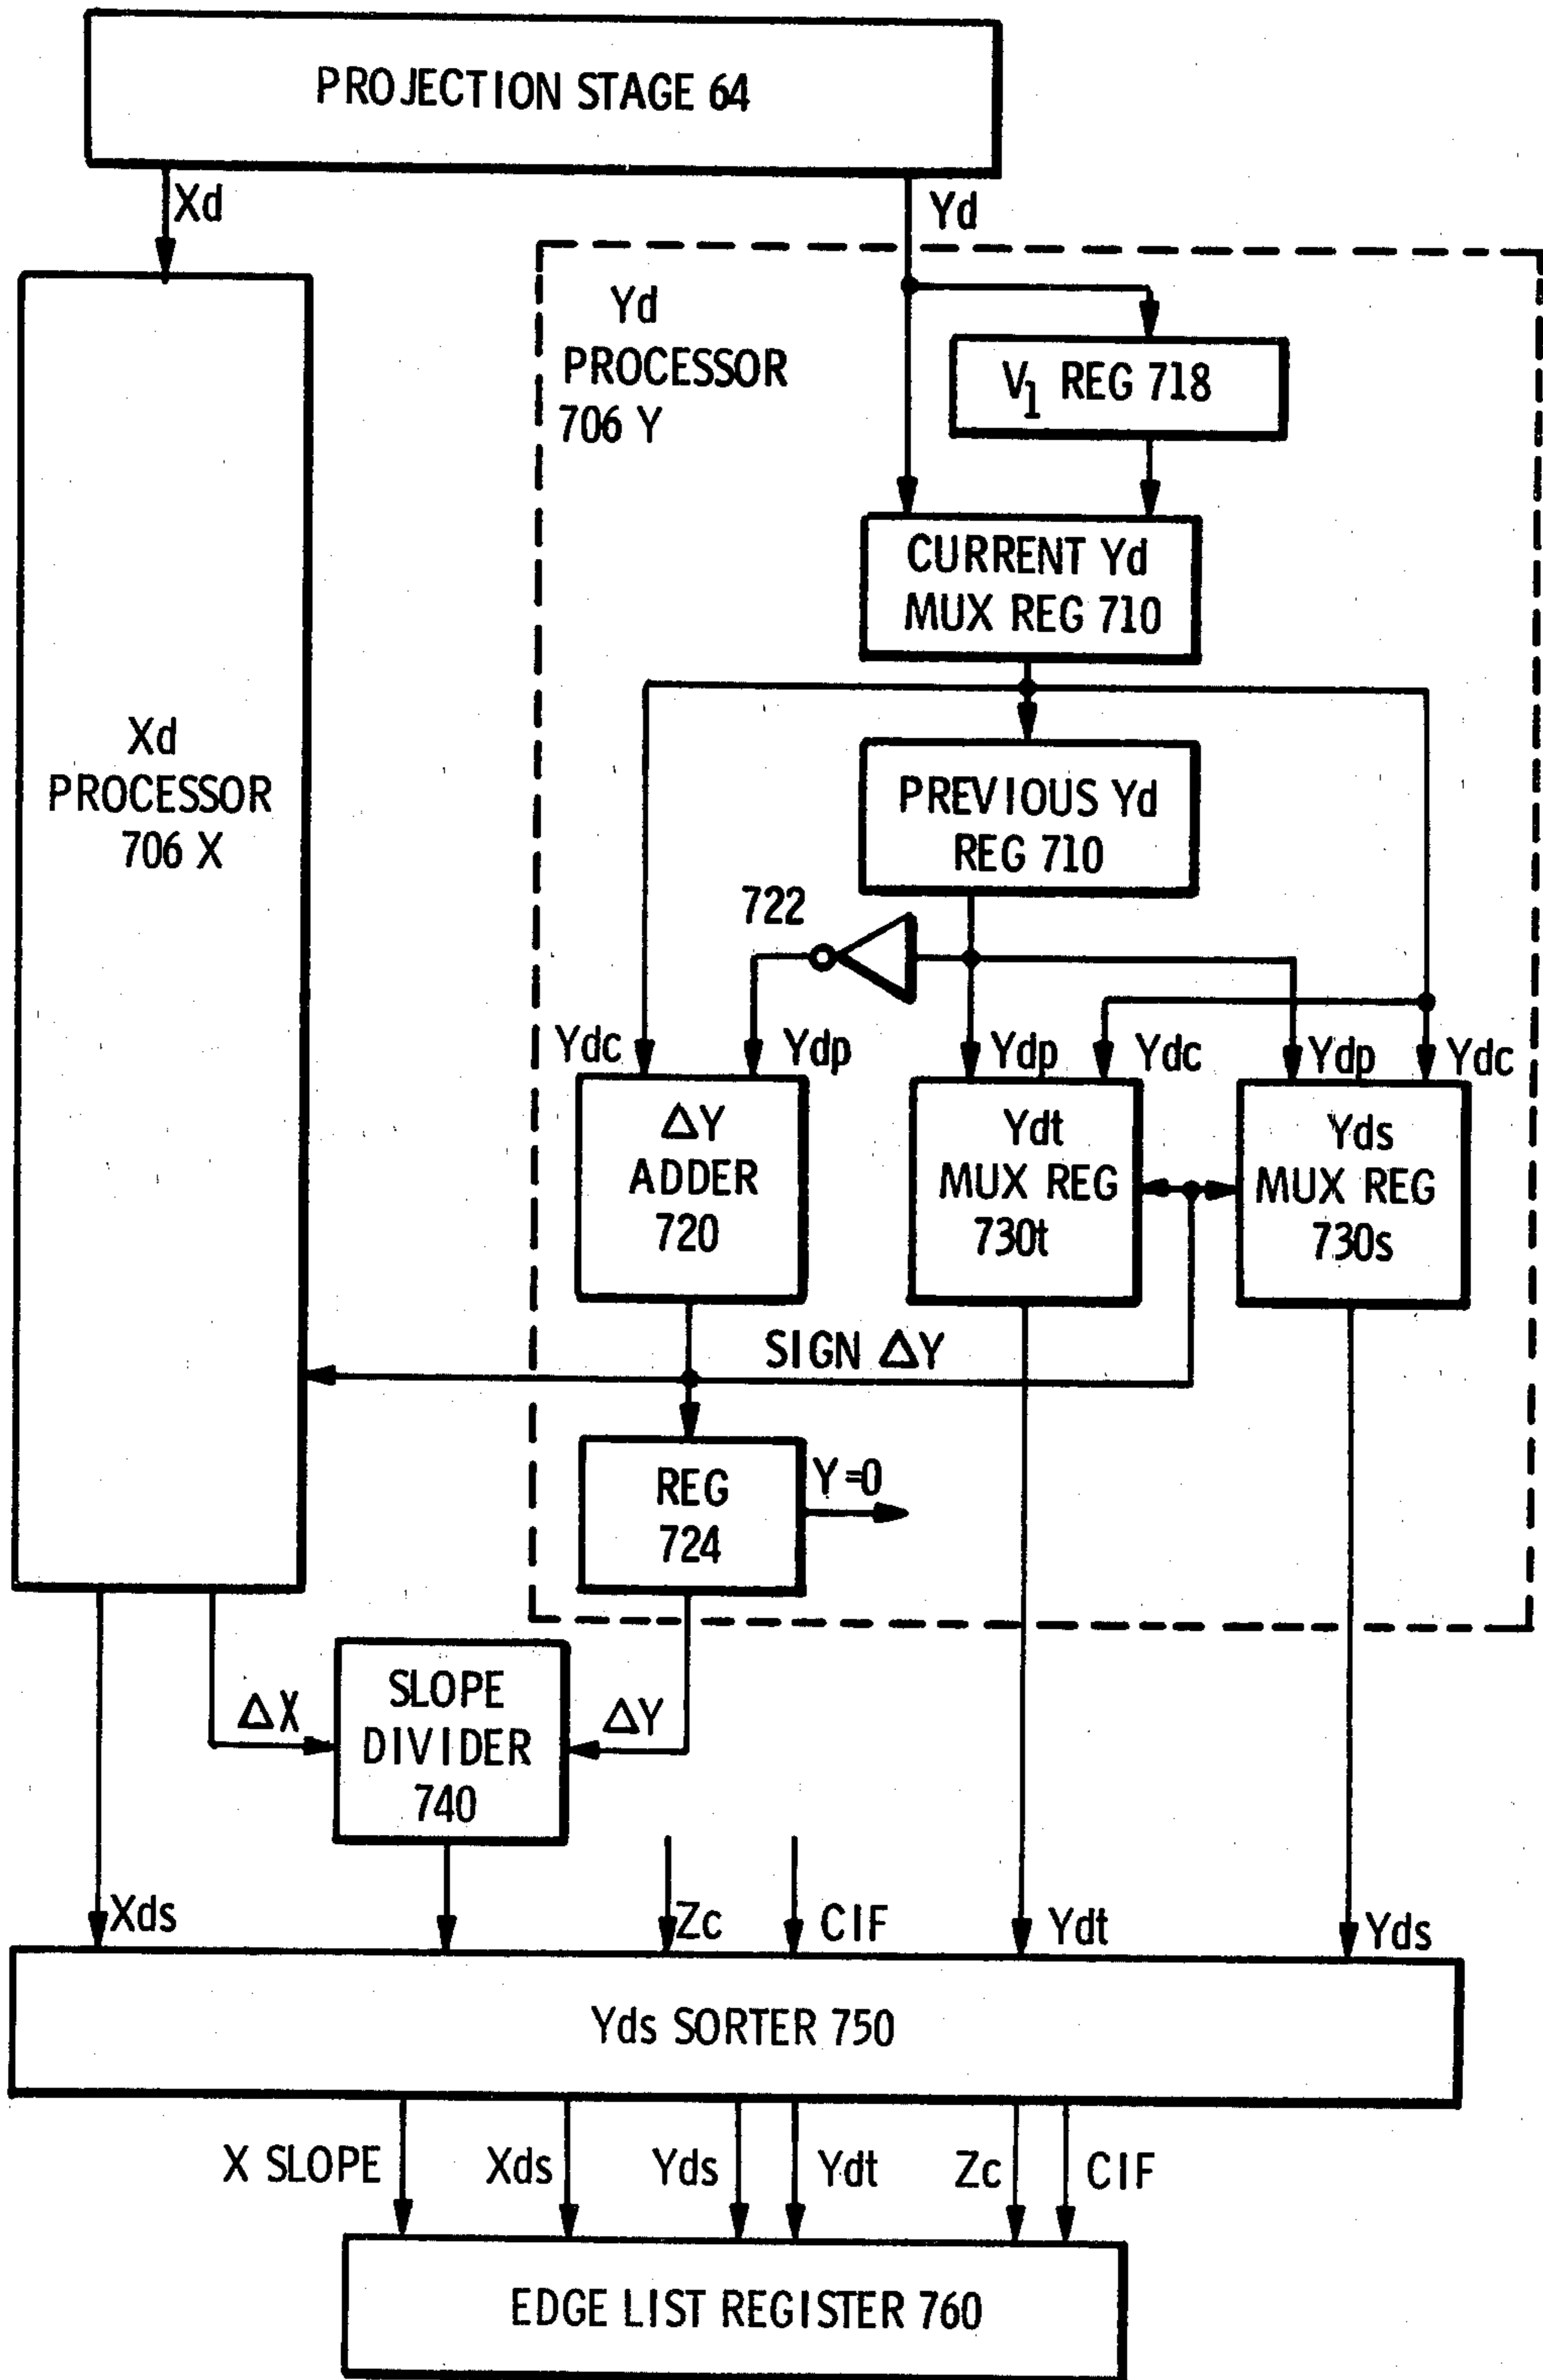 PROJECTION STAGE 64
Xd
Yd
Yd
PROCESSOR
706 Y
V1 REG 718
CURRENT Yd
MUX REG 710
Xd
PROCESSOR
706 X
PREVIOUS Yd
REG 710
722
Ydc
Ydp
Ydp
Ydc
Ydp
Ydc
ΔY
ADDER
720
Ydt
MUX REG
730t
Yds
MUX REG
730s
SIGN ΔY
REG
724
Y=0
ΔX
SLOPE
DIVIDER
740
ΔY
Xds
Zc
CIF
Ydt
Yds
Yds SORTER 750
X SLOPE
Xds
Yds
Ydt
Zc
CIF
EDGE LIST REGISTER 760